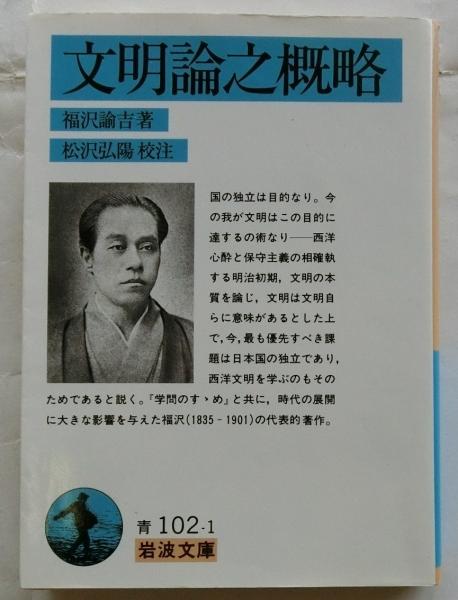 文明論之概略
福沢諭吉著
松沢弘陽 校注
国の独立は目的なり。今
の我が文明はこの目的に
達するの術なり──西洋
心酔と保守主義の相確執
する明治初期，文明の本
質を論じ，文明は文明自
らに意味があるとした上
で，今，最も優先すべき課
題は日本国の独立であり，
西洋文明を学ぶのもその
ためであると説く。『学問のすゝめ』と共に，時代の展開
に大きな影響を与えた福沢(1835‐1901)の代表的著作。
青 102-1
岩波文庫